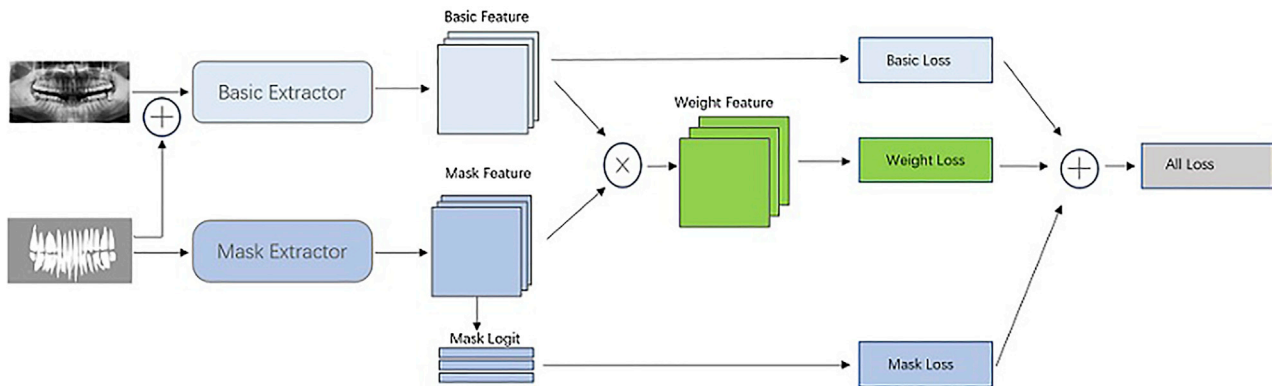 Basic Feature
Basic Extractor
Basic Loss
Weight Feature
Mask Feature
Weight Loss
All Loss
Mask Extractor
Mask Logit
Mask Loss